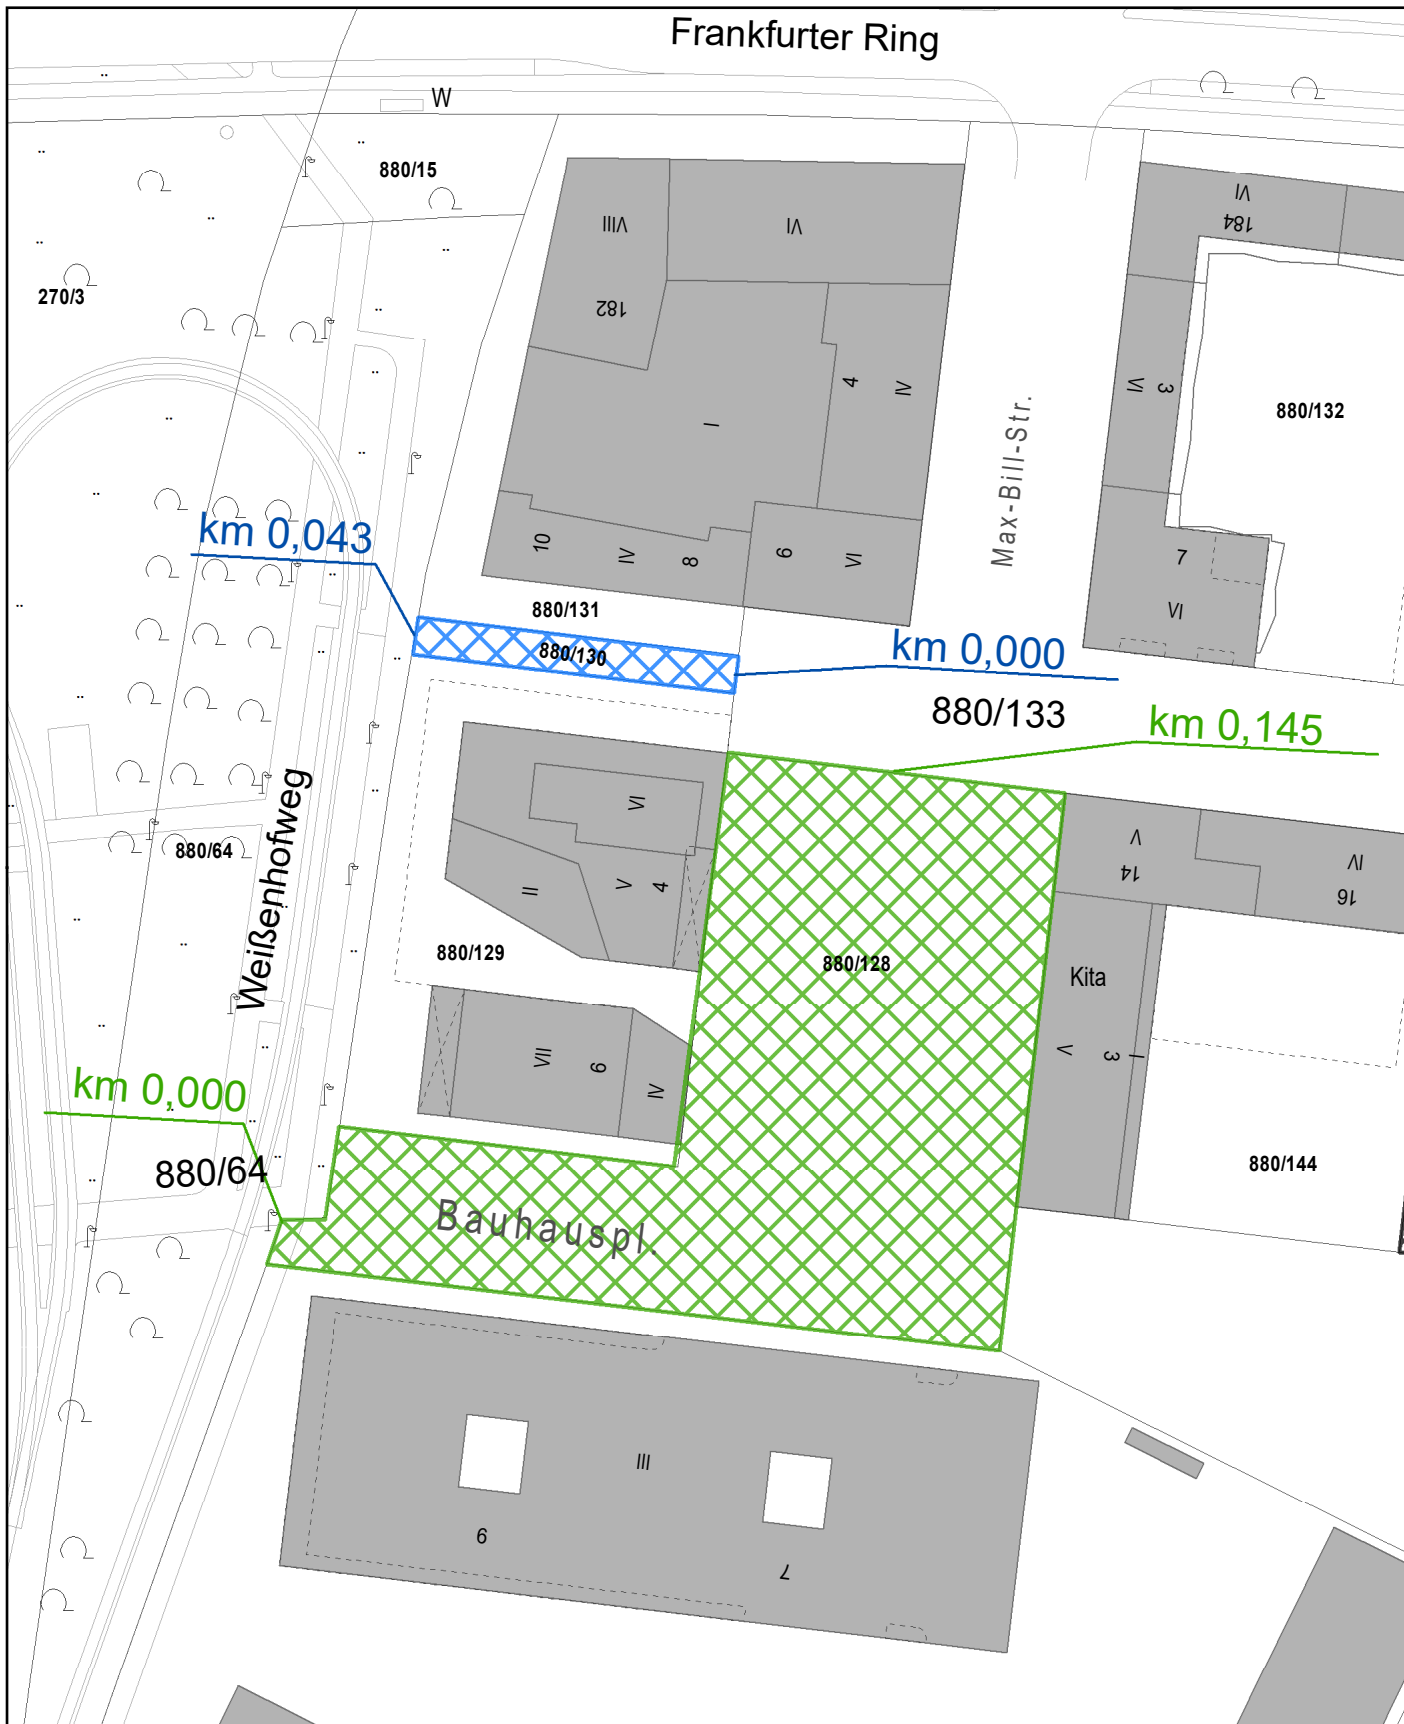 Frankfurter Ring
W
880/15
VIII
VI
VI
184
270/3
182
4
IV
VI
3
880/132
I
Max-Bill-Str.
km 0,043
10
IV
8
6
VI
7
VI
880/131
880/130
km 0,000
880/133
km 0,145
Weißenhofweg
VI
V
14
IV
16
880/64
II
V
4
880/129
880/128
Kita
V
3
I
VII
6
IV
km 0,000
880/64
880/144
Bauhauspl.
III
6
7